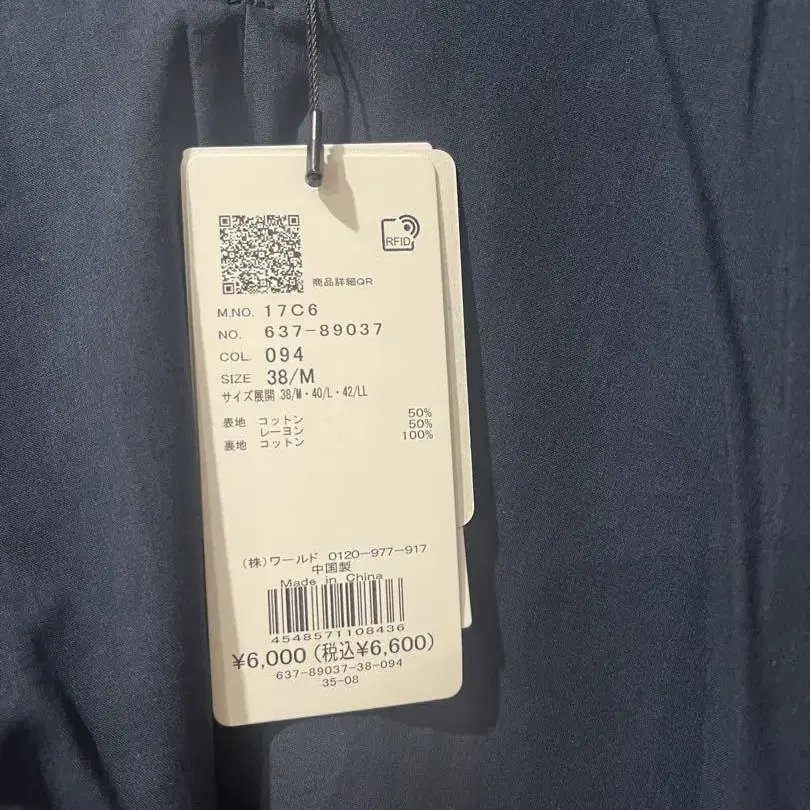 RFID
商品詳細QR
M.NO. 17C6
NO. 637-89037
COL. 094
SIZE 38/M
サイズ展開 38/M・40/L・42/LL
表地 コットン 50%
レーヨン 50%
裏地 コットン 100%
(株)ワールド 0120-977-917
中国製
Made in China
4548571108436
¥6,000(税込¥6,600)
637-89037-38-094
35-08